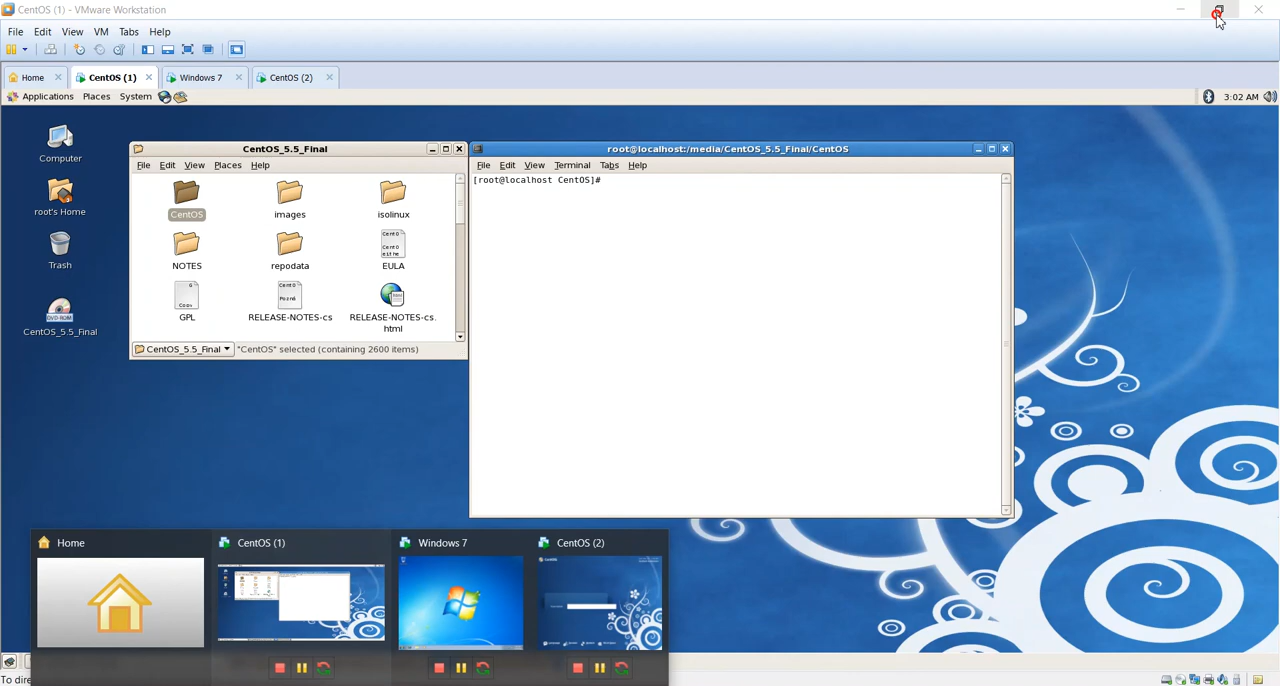 CentOS (1) - VMware Workstation
File Edit View VM Tabs Help
Home CentOS (1) Windows 7 CentOS (2)
Applications Places System 3:02 AM
Computer
root's Home
Trash
CentOS_5.5_Final
CentOS_5.5_Final
File Edit View Places Help
CentOS images isolinux
NOTES repodata EULA
GPL RELEASE-NOTES-cs RELEASE-NOTES-cs.
html
CentOS_5.5_Final "CentOS" selected (containing 2600 items)
root@localhost:/media/CentOS_5.5_Final/CentOS
File Edit View Terminal Tabs Help
[root@localhost CentOS]#
Home CentOS (1) Windows 7 CentOS (2)
To dire